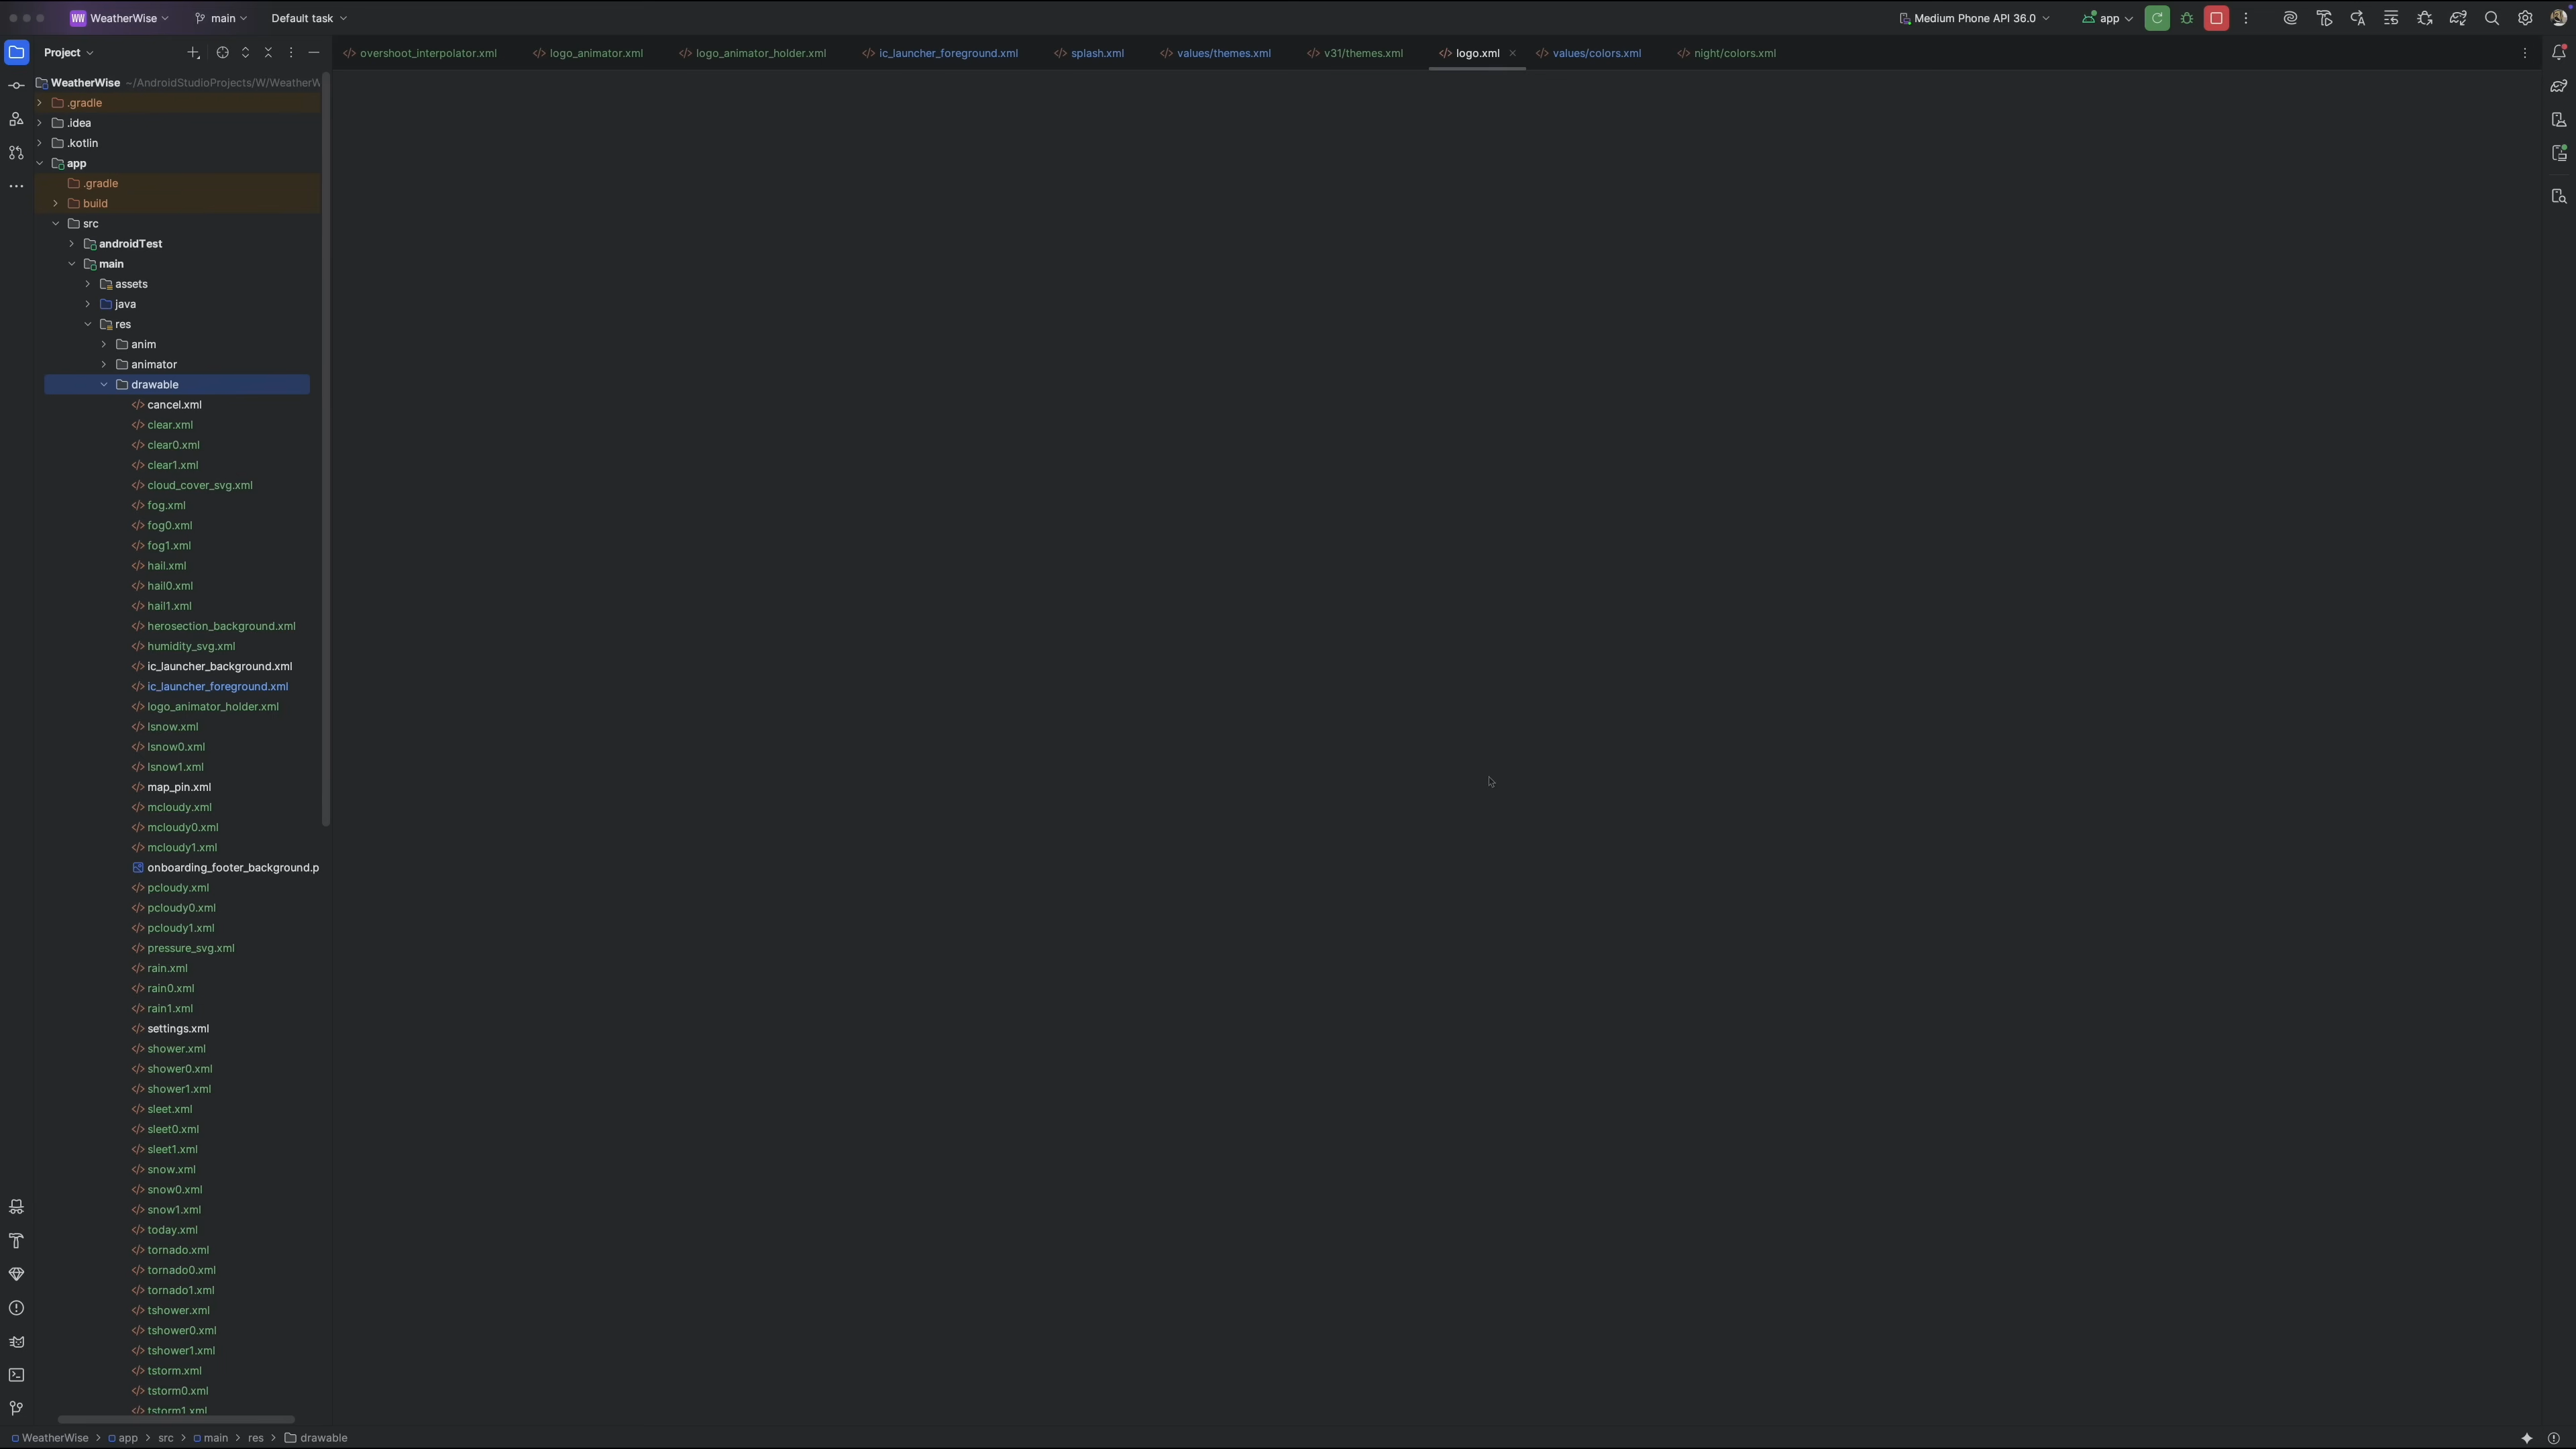 WW WeatherWise main Default task Medium Phone API 36.0 app
Project
overshoot_interpolator.xml logo_animator.xml logo_animator_holder.xml ic_launcher_foreground.xml splash.xml values/themes.xml v31/themes.xml logo.xml values/colors.xml night/colors.xml
WeatherWise ~/AndroidStudioProjects/W/WeatherW
.gradle
.idea
.kotlin
app
.gradle
build
src
androidTest
main
assets
java
res
anim
animator
drawable
cancel.xml
clear.xml
clear0.xml
clear1.xml
cloud_cover_svg.xml
fog.xml
fog0.xml
fog1.xml
hail.xml
hail0.xml
hail1.xml
herosection_background.xml
humidity_svg.xml
ic_launcher_background.xml
ic_launcher_foreground.xml
logo_animator_holder.xml
lsnow.xml
lsnow0.xml
lsnow1.xml
map_pin.xml
mcloudy.xml
mcloudy0.xml
mcloudy1.xml
onboarding_footer_background.p
pcloudy.xml
pcloudy0.xml
pcloudy1.xml
pressure_svg.xml
rain.xml
rain0.xml
rain1.xml
settings.xml
shower.xml
shower0.xml
shower1.xml
sleet.xml
sleet0.xml
sleet1.xml
snow.xml
snow0.xml
snow1.xml
today.xml
tornado.xml
tornado0.xml
tornado1.xml
tshower.xml
tshower0.xml
tshower1.xml
tstorm.xml
tstorm0.xml
tstorm1.xml
WeatherWise > app > src > main > res > drawable